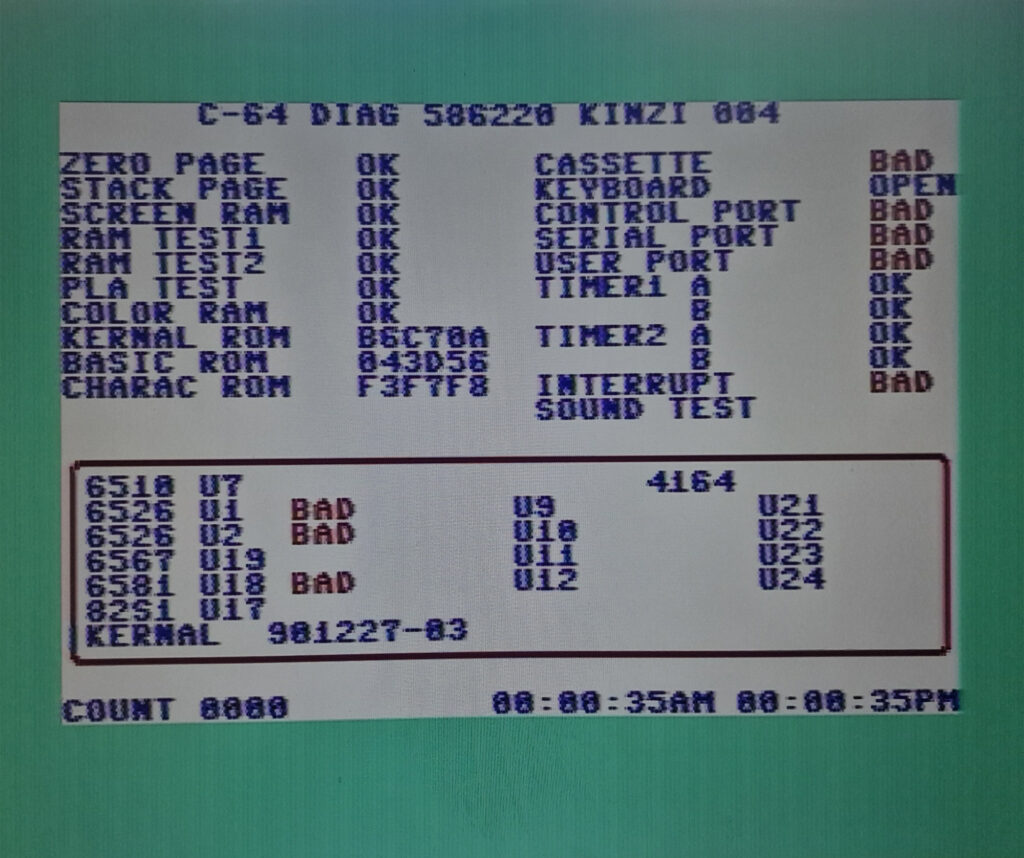 C-64 DIAG 586220 KINZI 004
ZERO PAGE OK CASSETTE BAD
STACK PAGE OK KEYBOARD OPEN
SCREEN RAM OK CONTROL PORT BAD
RAM TEST1 OK SERIAL PORT BAD
RAM TEST2 OK USER PORT BAD
PLA TEST OK TIMER1 A OK
COLOR RAM OK B OK
KERNAL ROM B6C70A TIMER2 A OK
BASIC ROM 043D56 B OK
CHARAC ROM F3F7F8 INTERRUPT BAD
SOUND TEST
6510 U7 4164
6526 U1 BAD U9 U21
6526 U2 BAD U10 U22
6567 U19 U11 U23
6581 U18 BAD U12 U24
82S1 U17
KERNAL 901227-03
COUNT 0000 00:00:35AM 00:00:35PM